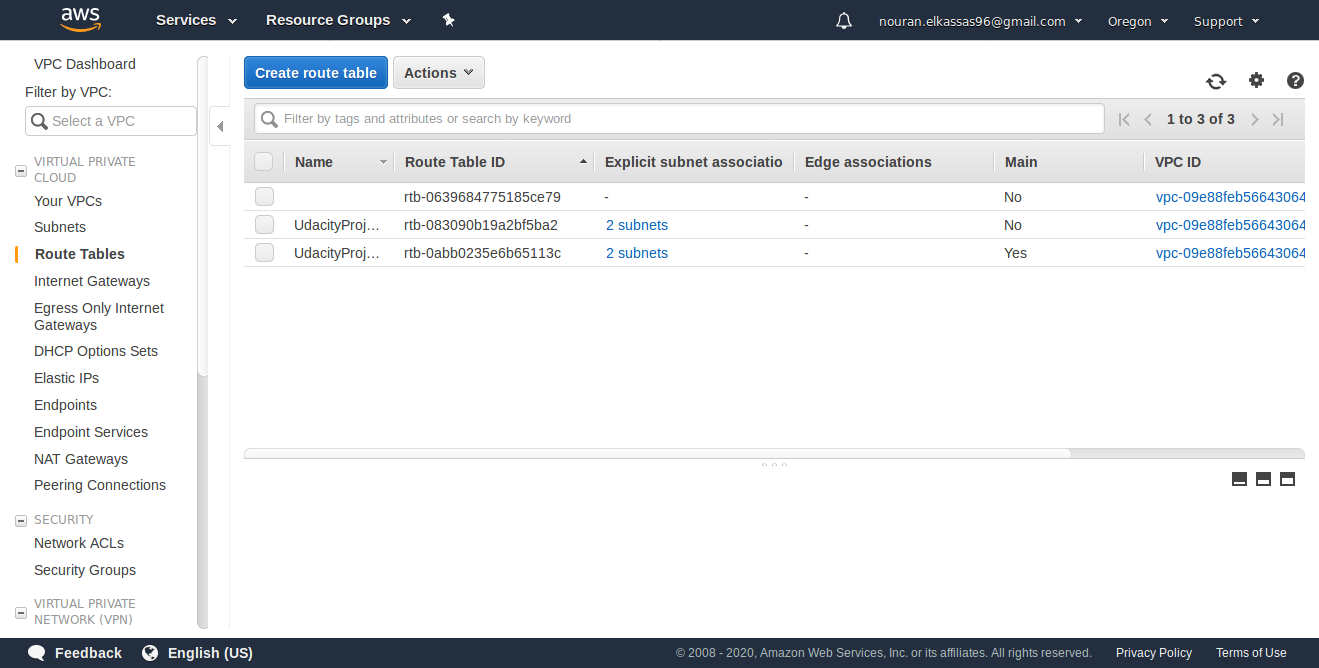 aws Services Resource Groups nouran.elkassas96@gmail.com Oregon Support
VPC Dashboard
Filter by VPC:
Select a VPC
VIRTUAL PRIVATE
CLOUD
Your VPCs
Subnets
Route Tables
Internet Gateways
Egress Only Internet
Gateways
DHCP Options Sets
Elastic IPs
Endpoints
Endpoint Services
NAT Gateways
Peering Connections
SECURITY
Network ACLs
Security Groups
VIRTUAL PRIVATE
NETWORK (VPN)
Create route table Actions
Filter by tags and attributes or search by keyword 1 to 3 of 3
Name Route Table ID Explicit subnet associatio Edge associations Main VPC ID
rtb-0639684775185ce79 - - No vpc-09e88feb56643064
UdacityProj... rtb-083090b19a2bf5ba2 2 subnets - No vpc-09e88feb56643064
UdacityProj... rtb-0abb0235e6b65113c 2 subnets - Yes vpc-09e88feb56643064
Feedback English (US) © 2008 - 2020, Amazon Web Services, Inc. or its affiliates. All rights reserved. Privacy Policy Terms of Use